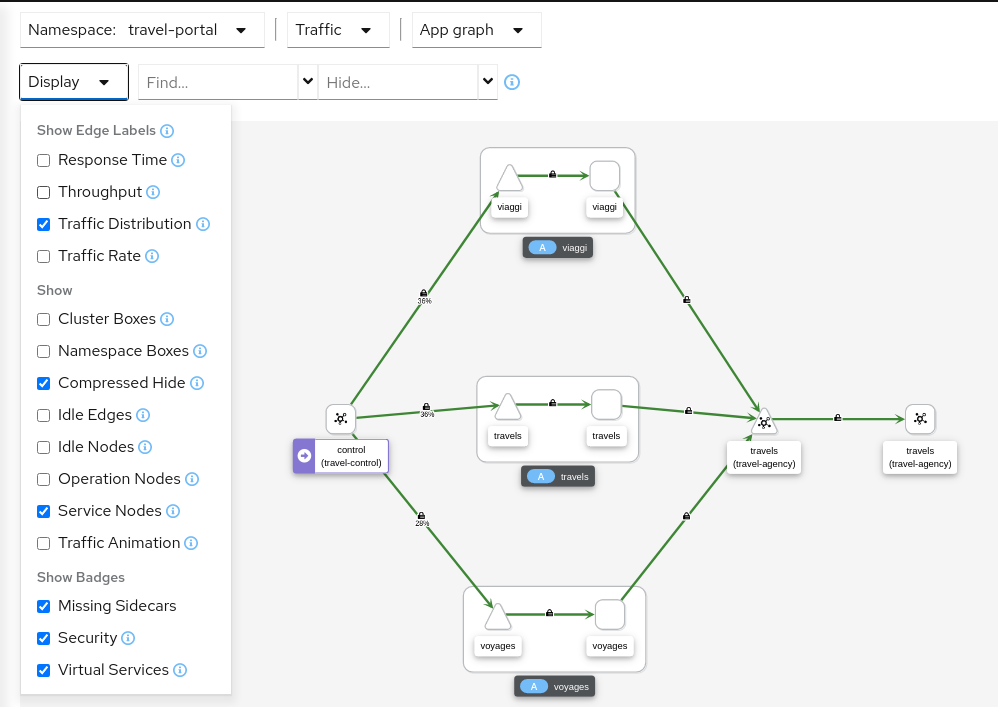 Namespace: travel-portal
Traffic
App graph
Display
Find...
Hide...
Show Edge Labels
Response Time
Throughput
Traffic Distribution
Traffic Rate
Show
Cluster Boxes
Namespace Boxes
Compressed Hide
Idle Edges
Idle Nodes
Operation Nodes
Service Nodes
Traffic Animation
Show Badges
Missing Sidecars
Security
Virtual Services
viaggi
viaggi
A viaggi
36%
control
(travel-control)
36%
travels
travels
A travels
travels
(travel-agency)
travels
(travel-agency)
28%
voyages
voyages
A voyages